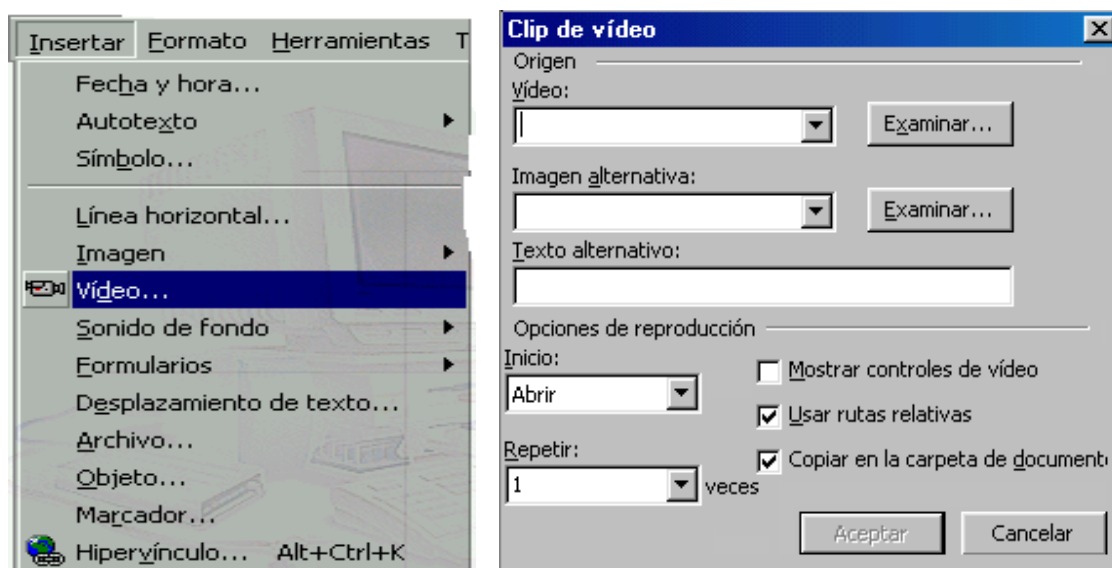 Insertar Formato Herramientas T
Fecha y hora...
Autotexto
Símbolo...
Línea horizontal...
Imagen
Vídeo...
Sonido de fondo
Formularios
Desplazamiento de texto...
Archivo...
Objeto...
Marcador...
Hipervínculo... Alt+Ctrl+K
Clip de vídeo
Origen
Vídeo:
Examinar...
Imagen alternativa:
Examinar...
Texto alternativo:
Opciones de reproducción
Inicio:
Abrir
Mostrar controles de vídeo
Usar rutas relativas
Repetir:
1 veces
Copiar en la carpeta de document
Aceptar Cancelar